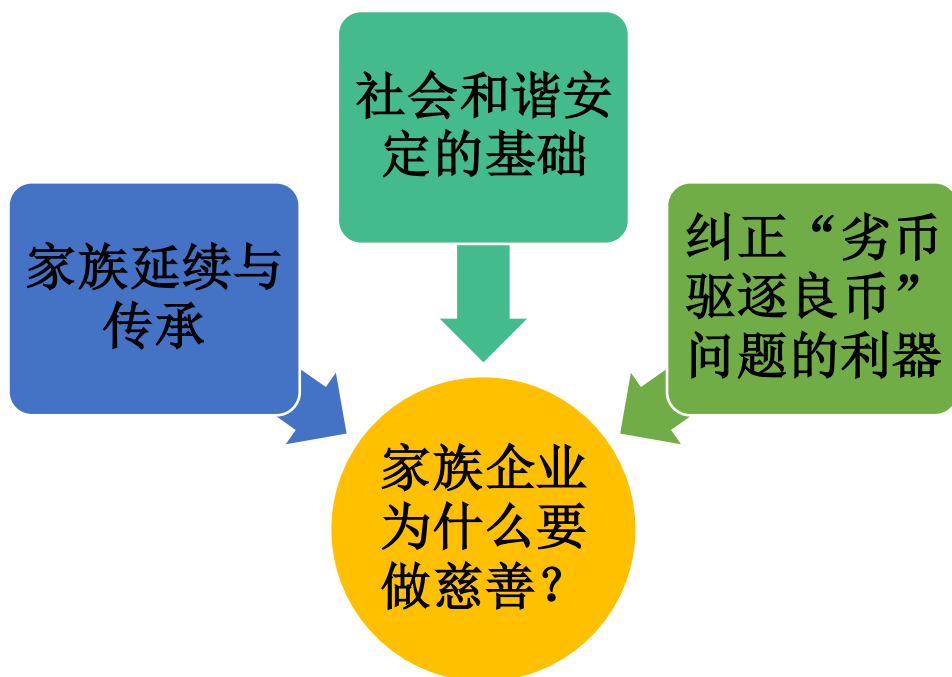 社会和谐安
定的基础
家族延续与
传承
纠正“劣币
驱逐良币”
问题的利器
家族企业
为什么要
做慈善？